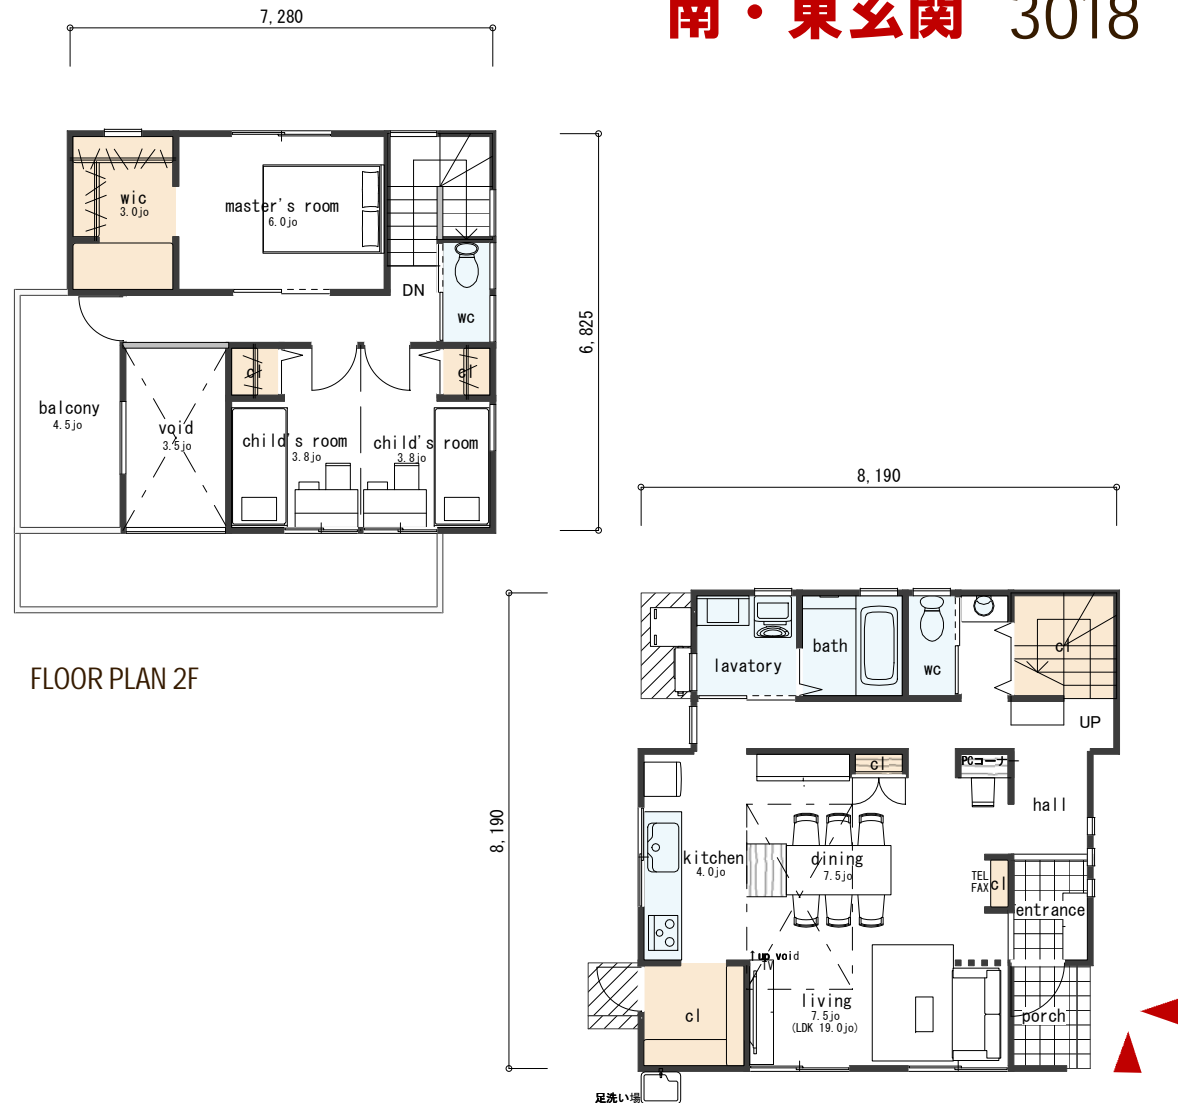 南・東玄関 3018
7,280
wic
3.0jo
master's room
6.0jo
DN
wc
6,825
cl
cl
balcony
4.5jo
void
3.5jo
child's room
3.8jo
child's room
3.8jo
FLOOR PLAN 2F
8,190
8,190
lavatory
bath
wc
cl
UP
cl
PCコーナー
hall
kitchen
4.0jo
dining
7.5jo
TEL
FAX
cl
entrance
↑up void
TV
living
7.5jo
(LDK 19.0jo)
cl
porch
足洗い場